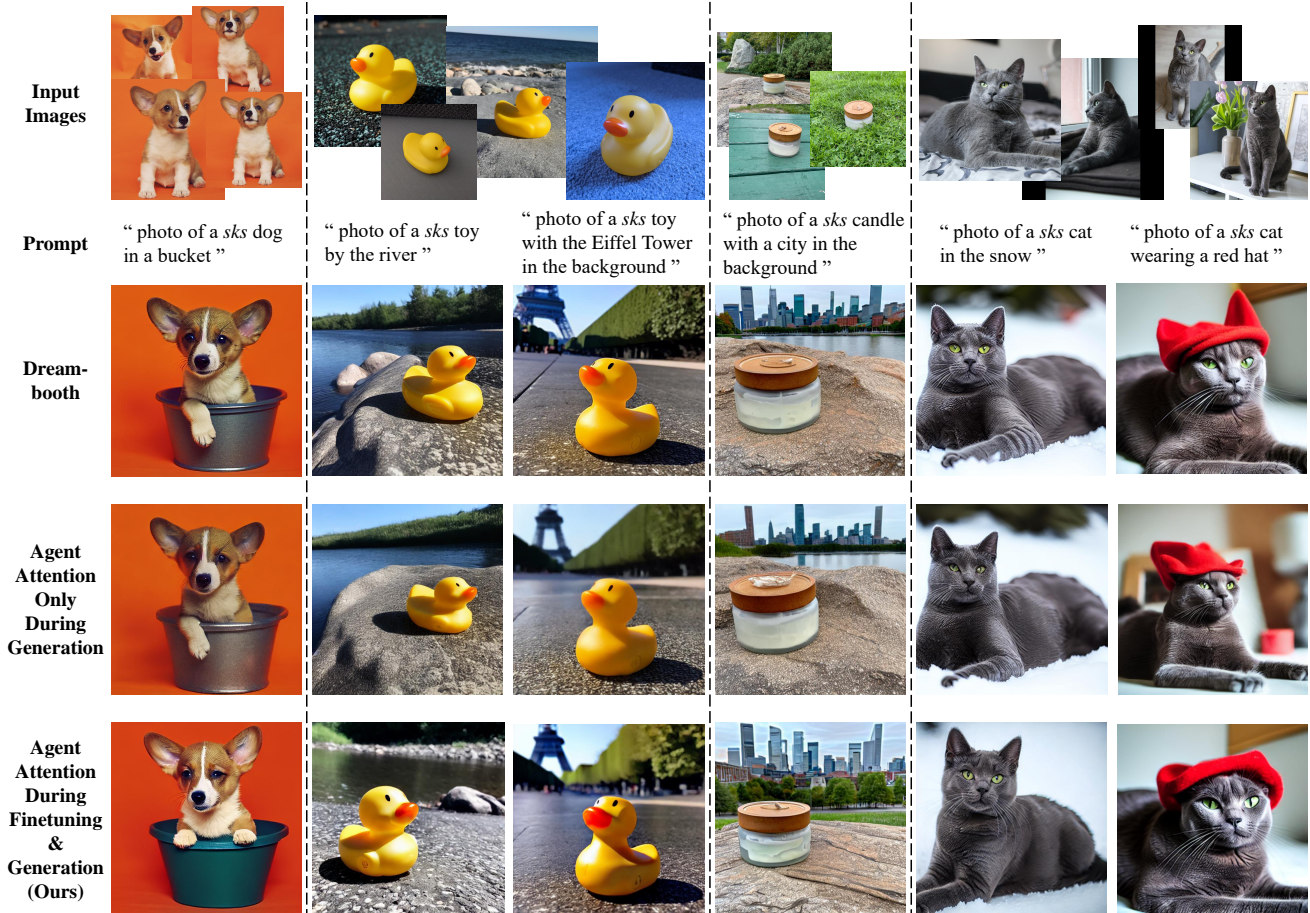 Input
Images
Prompt
“ photo of a sks dog
in a bucket ”
“ photo of a sks toy
by the river ”
“ photo of a sks toy
with the Eiffel Tower
in the background ”
“ photo of a sks candle
with a city in the
background ”
“ photo of a sks cat
in the snow ”
“ photo of a sks cat
wearing a red hat ”
Dream-
booth
Agent
Attention
Only
During
Generation
Agent
Attention
During
Finetuning
&
Generation
(Ours)